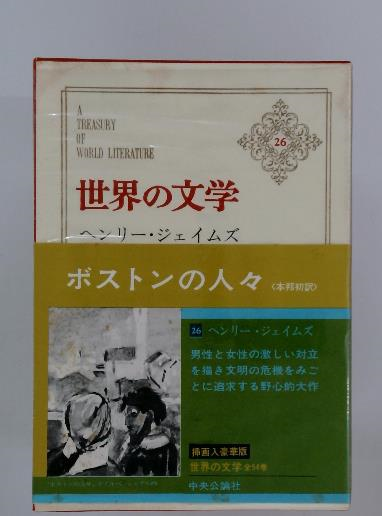 A
TREASURY
OF
WORLD LITERATURE
26
世界の文学
ヘンリー・ジェイムズ
ボストンの人々〈本邦初訳〉
26 ヘンリー・ジェイムズ
男性と女性の激しい対立
を描き文明の危機をみご
とに追求する野心的大作
挿画入豪華版
世界の文学 全54巻
中央公論社